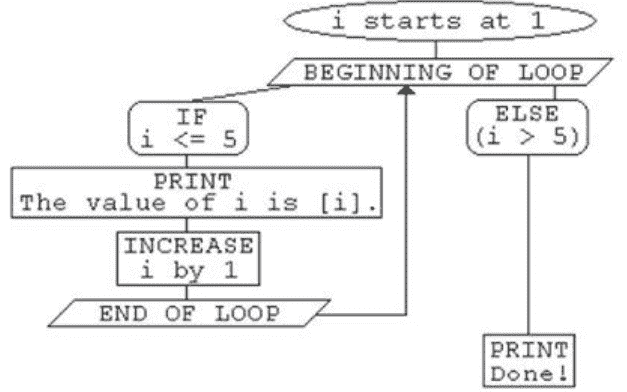 i starts at 1
BEGINNING OF LOOP
IF
i <= 5
PRINT
The value of i is [i].
INCREASE
i by 1
END OF LOOP
ELSE
(i > 5)
PRINT
Done!